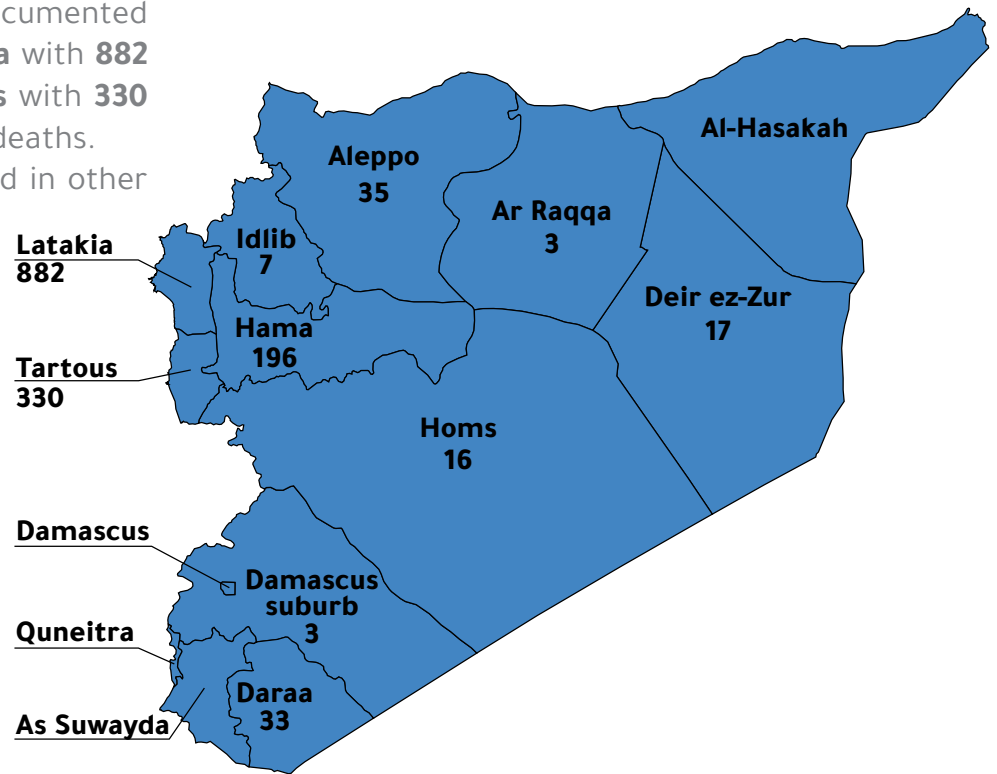 cumented
a with 882
s with 330
deaths.
d in other
Al-Hasakah
Aleppo
35
Ar Raqqa
3
Latakia
882
Idlib
7
Deir ez-Zur
17
Hama
196
Tartous
330
Homs
16
Damascus
Damascus
suburb
3
Quneitra
Daraa
33
As Suwayda